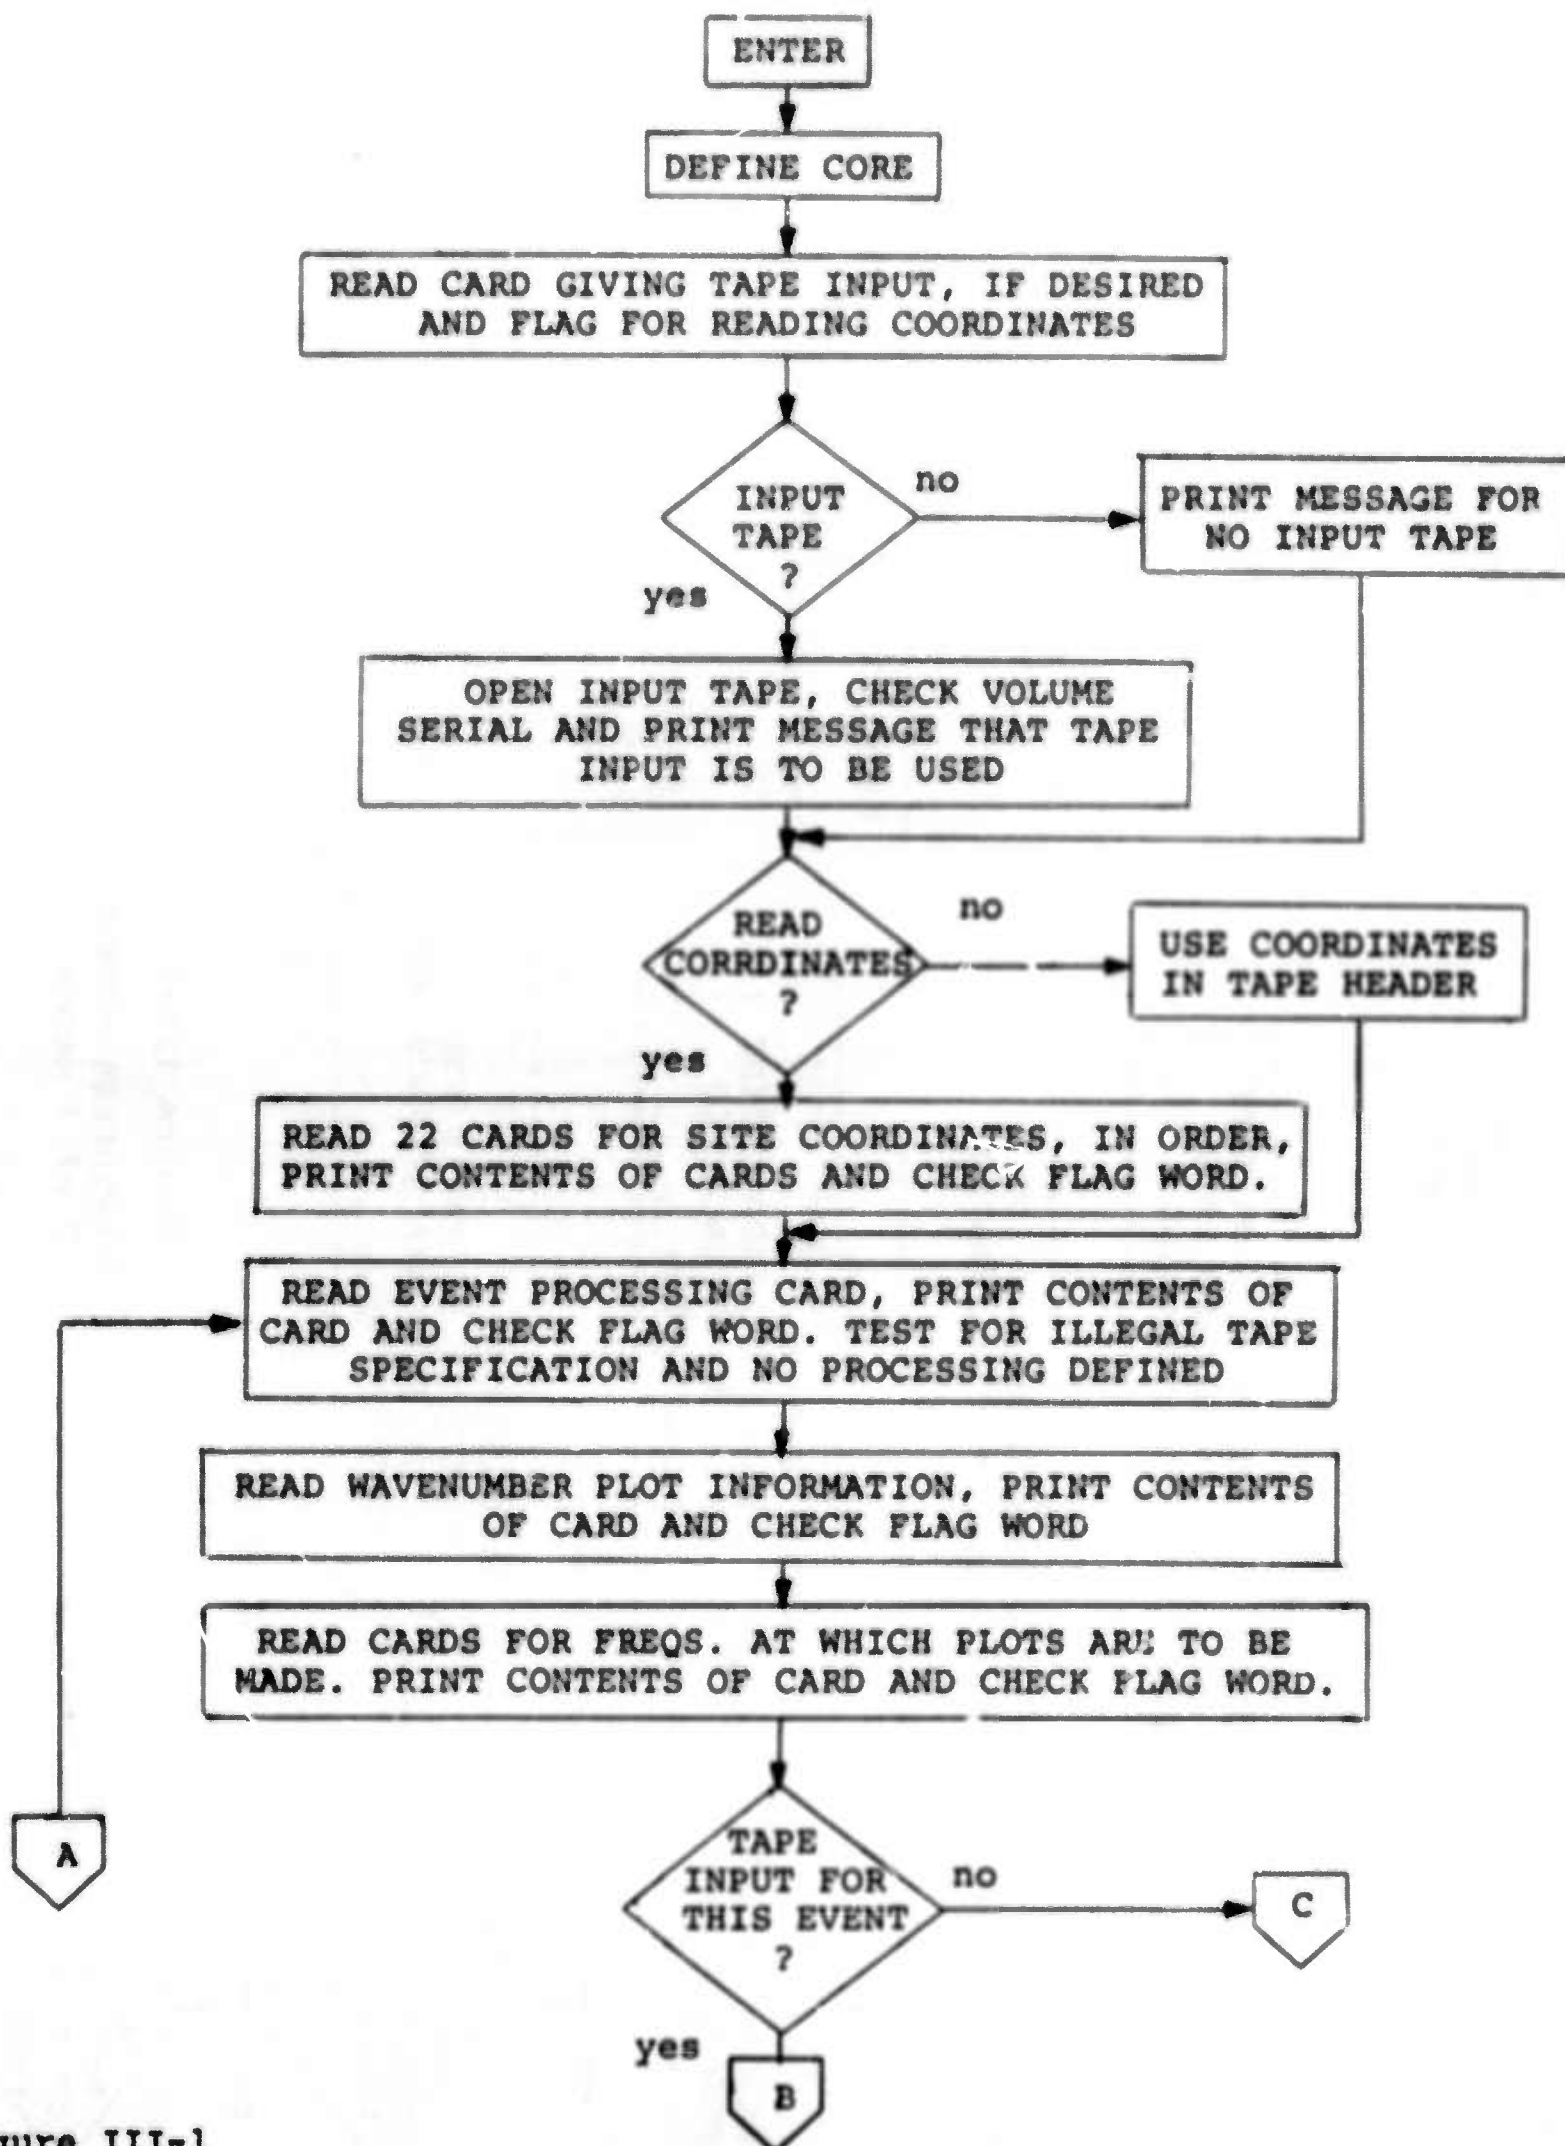 ENTER
DEFINE CORE
READ CARD GIVING TAPE INPUT, IF DESIRED
AND FLAG FOR READING COORDINATES
INPUT
TAPE
?
no
PRINT MESSAGE FOR
NO INPUT TAPE
yes
OPEN INPUT TAPE, CHECK VOLUME
SERIAL AND PRINT MESSAGE THAT TAPE
INPUT IS TO BE USED
READ
CORRDINATES
?
no
USE COORDINATES
IN TAPE HEADER
yes
READ 22 CARDS FOR SITE COORDINATES, IN ORDER,
PRINT CONTENTS OF CARDS AND CHECK FLAG WORD.
READ EVENT PROCESSING CARD, PRINT CONTENTS OF
CARD AND CHECK FLAG WORD. TEST FOR ILLEGAL TAPE
SPECIFICATION AND NO PROCESSING DEFINED
READ WAVENUMBER PLOT INFORMATION, PRINT CONTENTS
OF CARD AND CHECK FLAG WORD
READ CARDS FOR FREQS. AT WHICH PLOTS ARE TO BE
MADE. PRINT CONTENTS OF CARD AND CHECK FLAG WORD.
A
TAPE
INPUT FOR
THIS EVENT
?
no
C
yes
B
III-1